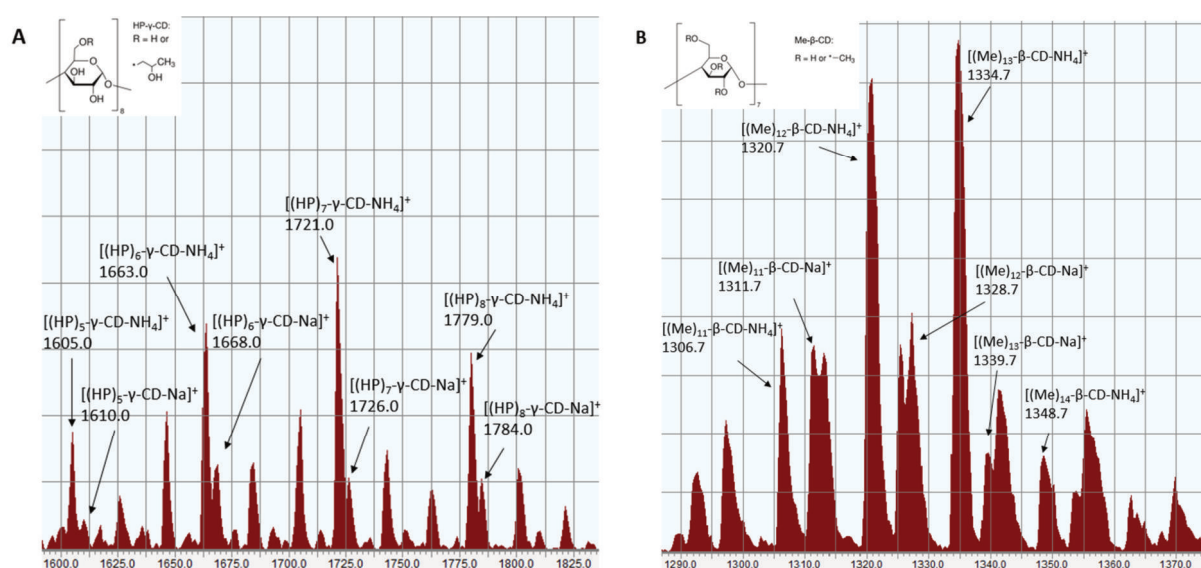 A
HP-γ-CD:
R = H or
CH₃
OH
OR
O
OH
O
OH
8
[(HP)₇-γ-CD-NH₄]⁺
1721.0
[(HP)₆-γ-CD-NH₄]⁺
1663.0
[(HP)₈-γ-CD-NH₄]⁺
1779.0
[(HP)₅-γ-CD-NH₄]⁺
1605.0
[(HP)₆-γ-CD-Na]⁺
1668.0
[(HP)₇-γ-CD-Na]⁺
1726.0
[(HP)₅-γ-CD-Na]⁺
1610.0
[(HP)₈-γ-CD-Na]⁺
1784.0
1600.0 1625.0 1650.0 1675.0 1700.0 1725.0 1750.0 1775.0 1800.0 1825.0
B
Me-β-CD:
R = H or *–CH₃
RO
O
OR
O
RO
7
[(Me)₁₃-β-CD-NH₄]⁺
1334.7
[(Me)₁₂-β-CD-NH₄]⁺
1320.7
[(Me)₁₁-β-CD-Na]⁺
1311.7
[(Me)₁₂-β-CD-Na]⁺
1328.7
[(Me)₁₁-β-CD-NH₄]⁺
1306.7
[(Me)₁₃-β-CD-Na]⁺
1339.7
[(Me)₁₄-β-CD-NH₄]⁺
1348.7
1290.0 1300.0 1310.0 1320.0 1330.0 1340.0 1350.0 1360.0 1370.0